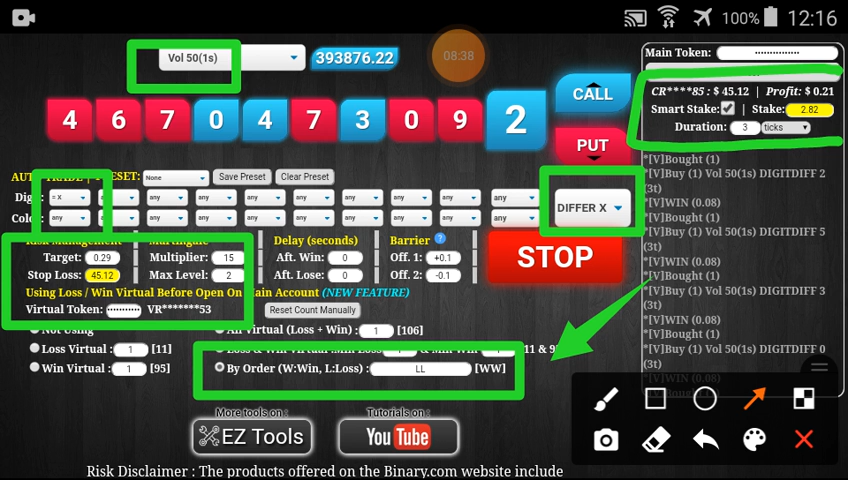 100% 12:16
Vol 50(1s) 393876.22 08:38
Main Token: ···············
CR****85 : $ 45.12 | Profit: $ 0.21
Smart Stake: | Stake: 2.82
Duration: 3 ticks
4 6 7 0 4 7 3 0 9 2
CALL
PUT
None Save Preset Clear Preset
= X any any any any any any any any any
any any any any any any any any any any
DIFFER X
STOP
Delay (seconds) Barrier ?
Target: 0.29 Multiplier: 15 Aft. Win: 0 Off. 1: +0.1
Stop Loss: 45.12 Max Level: 2 Aft. Lose: 0 Off. 2: -0.1
Using Loss / Win Virtual Before Open On Main Account (NEW FEATURE)
Virtual Token: ··········· VR*******53 Reset Count Manually
Not Using All Virtual (Loss + Win) : 1 [106]
Loss Virtual : 1 [11]
Win Virtual : 1 [95] By Order (W:Win, L:Loss) : LL [WW]
*[V]Bought (1)
*[V]Buy (1) Vol 50(1s) DIGITDIFF 2
(3t)
*[V]WIN (0.08)
*[V]Bought (1)
*[V]Buy (1) Vol 50(1s) DIGITDIFF 5
(3t)
*[V]WIN (0.08)
*[V]Bought (1)
*[V]Buy (1) Vol 50(1s) DIGITDIFF 3
(3t)
*[V]WIN (0.08)
*[V]Bought (1)
*[V]Buy (1) Vol 50(1s) DIGITDIFF 0
(3t)
*[V]WIN (0.08)
More tools on : Tutorials on :
EZ Tools YouTube
Risk Disclaimer : The products offered on the Binary.com website include